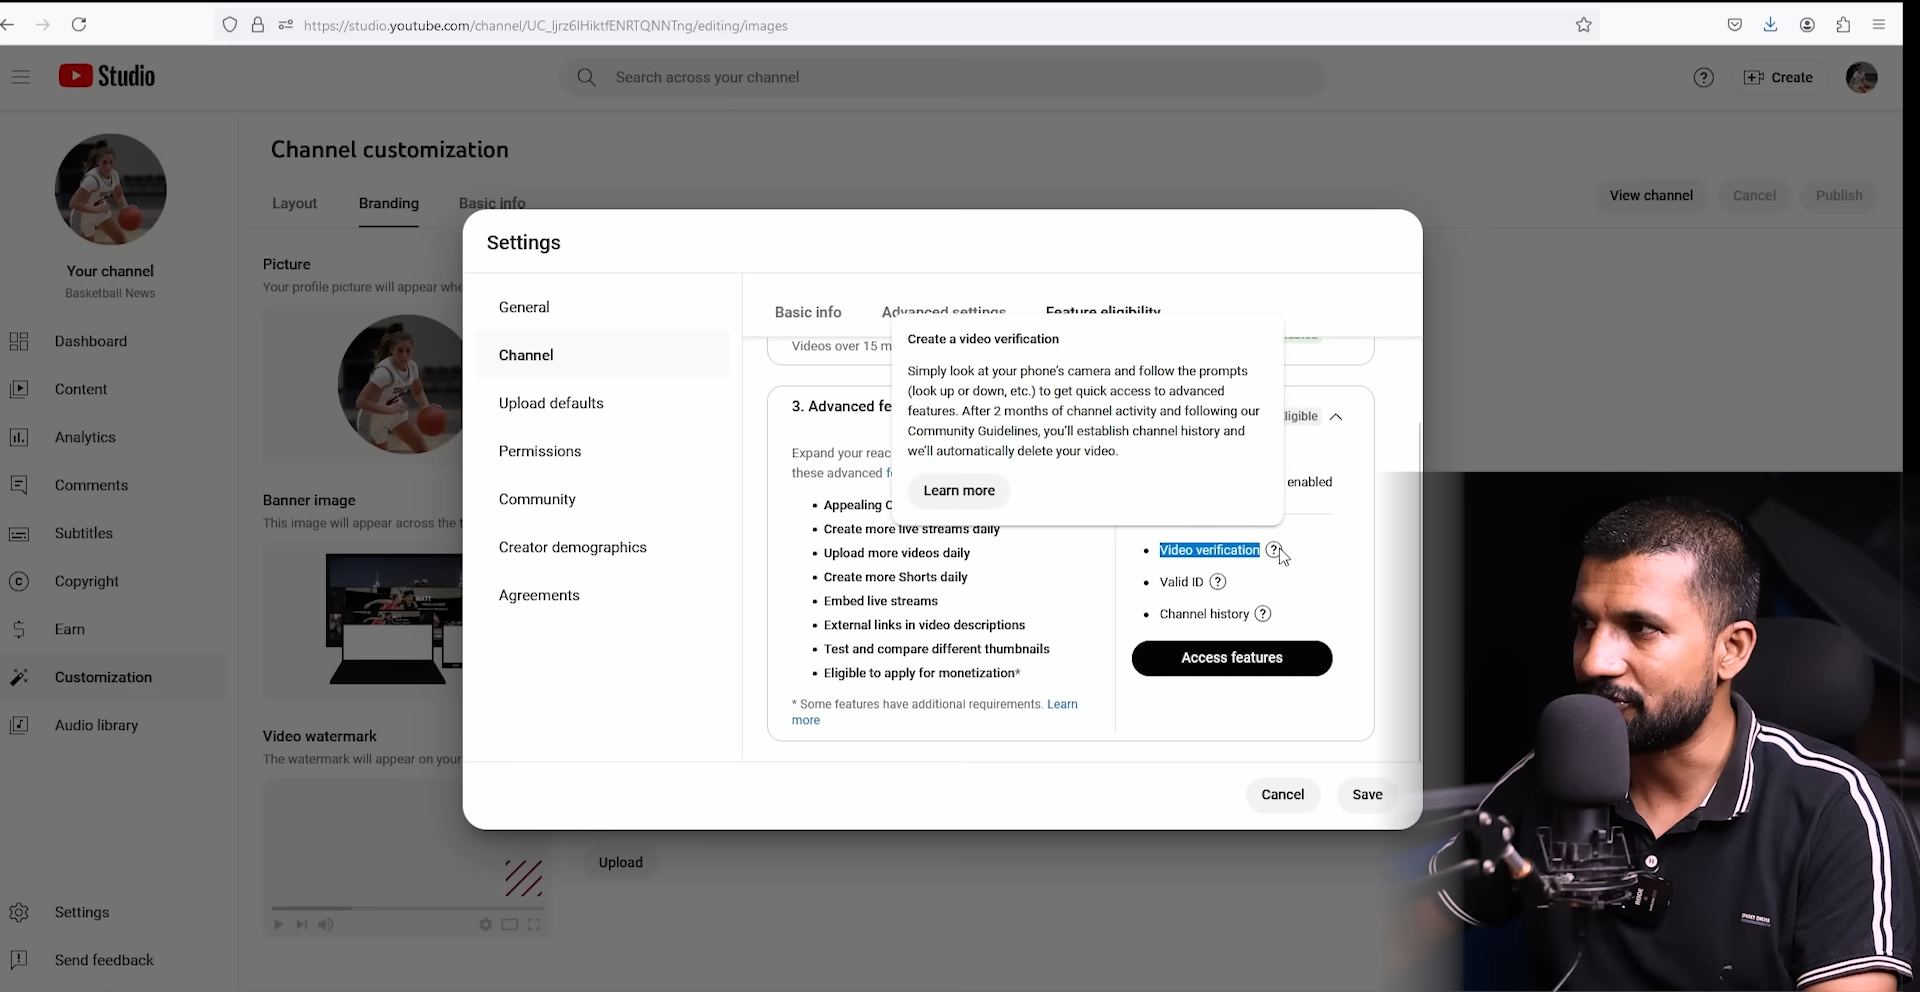 https://studio.youtube.com/channel/UC_ljrz6lHiktfENRTQNNTng/editing/images
Studio
Search across your channel
Create
Your channel
Basketball News
Dashboard
Content
Analytics
Comments
Subtitles
Copyright
Earn
Customization
Audio library
Settings
Send feedback
Channel customization
Layout
Branding
Basic info
View channel
Cancel
Publish
Picture
Your profile picture will appear whe
Banner image
This image will appear across the t
Video watermark
The watermark will appear on your
Upload
Settings
General
Channel
Upload defaults
Permissions
Community
Creator demographics
Agreements
Basic info
Advanced settings
Feature eligibility
Videos over 15 m
Create a video verification
Simply look at your phone's camera and follow the prompts
(look up or down, etc.) to get quick access to advanced
features. After 2 months of channel activity and following our
Community Guidelines, you'll establish channel history and
we'll automatically delete your video.
Learn more
3. Advanced fe
ligible
Expand your reac
these advanced f
enabled
• Appealing C
• Create more live streams daily
• Upload more videos daily
• Create more Shorts daily
• Embed live streams
• External links in video descriptions
• Test and compare different thumbnails
• Eligible to apply for monetization*
* Some features have additional requirements. Learn
more
• Video verification
• Valid ID
• Channel history
Access features
Cancel
Save
RODE